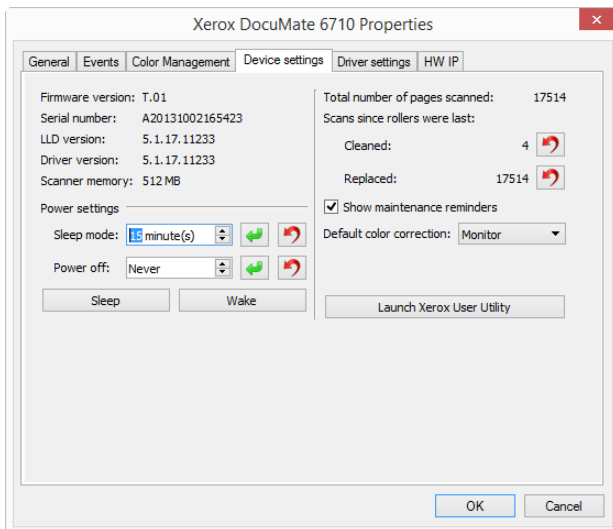 Xerox DocuMate 6710 Properties
General
Events
Color Management
Device settings
Driver settings
HW IP
Firmware version: T.01
Serial number: A20131002165423
LLD version: 5.1.17.11233
Driver version: 5.1.17.11233
Scanner memory: 512 MB
Power settings
Sleep mode: 15 minute(s)
Power off: Never
Sleep
Wake
Total number of pages scanned: 17514
Scans since rollers were last:
Cleaned: 4
Replaced: 17514
Show maintenance reminders
Default color correction: Monitor
Launch Xerox User Utility
OK
Cancel